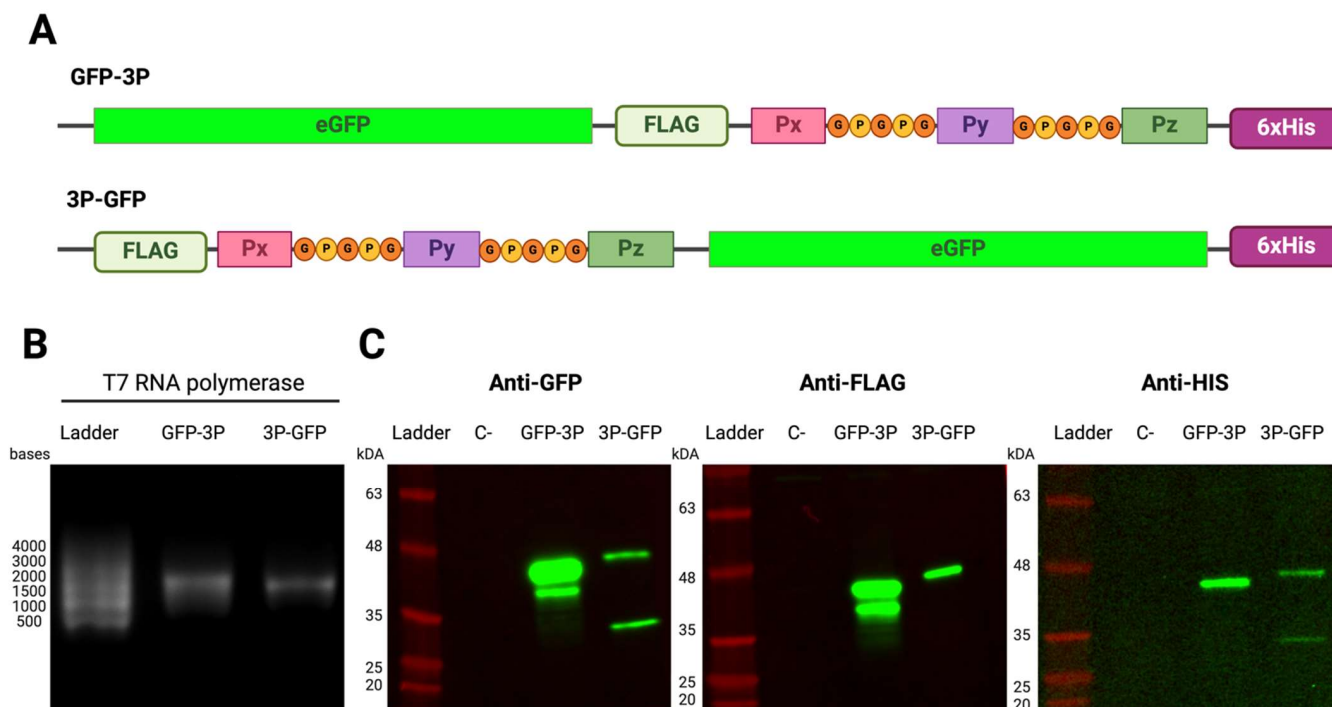 A
GFP-3P
eGFP FLAG Px G P G P G Py G P G P G Pz 6xHis
3P-GFP
FLAG Px G P G P G Py G P G P G Pz eGFP 6xHis
B
T7 RNA polymerase
Ladder GFP-3P 3P-GFP
bases
4000
3000
2000
1500
1000
500
C
Anti-GFP
Ladder C- GFP-3P 3P-GFP
kDA
63
48
35
25
20
Anti-FLAG
Ladder C- GFP-3P 3P-GFP
kDA
63
48
35
25
20
Anti-HIS
Ladder C- GFP-3P 3P-GFP
kDA
63
48
35
25
20